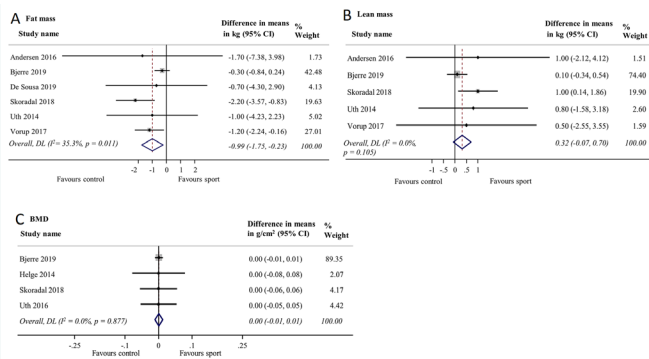 A Fat mass
Study name
Difference in means in kg (95% CI)
% Weight
Andersen 2016 -1.70 (-7.38, 3.98) 1.73
Bjerre 2019 -0.30 (-0.84, 0.24) 42.48
De Sousa 2019 -0.70 (-4.30, 2.90) 4.13
Skoradal 2018 -2.20 (-3.57, -0.83) 19.63
Uth 2014 -1.00 (-4.23, 2.23) 5.02
Vorup 2017 -1.20 (-2.24, -0.16) 27.01
Overall, DL (I² = 35.3%, p = 0.011) -0.99 (-1.75, -0.23) 100.00
-2 -1 0 1 2
Favours control Favours sport
B Lean mass
Study name
Difference in means in kg (95% CI)
% Weight
Andersen 2016 1.00 (-2.12, 4.12) 1.51
Bjerre 2019 0.10 (-0.34, 0.54) 74.40
Skoradal 2018 1.00 (0.14, 1.86) 19.90
Uth 2014 0.80 (-1.58, 3.18) 2.60
Vorup 2017 0.50 (-2.55, 3.55) 1.59
Overall, DL (I² = 0.0%, p = 0.105) 0.32 (-0.07, 0.70) 100.00
-1 -.5 0 .5 1
Favours control Favours sport
C BMD
Study name
Difference in means in g/cm² (95% CI)
% Weight
Bjerre 2019 0.00 (-0.01, 0.01) 89.35
Helge 2014 0.00 (-0.08, 0.08) 2.07
Skoradal 2018 0.00 (-0.06, 0.06) 4.17
Uth 2016 0.00 (-0.05, 0.05) 4.42
Overall, DL (I² = 0.0%, p = 0.877) 0.00 (-0.01, 0.01) 100.00
-.25 -.1 0 .1 .25
Favours control Favours sport